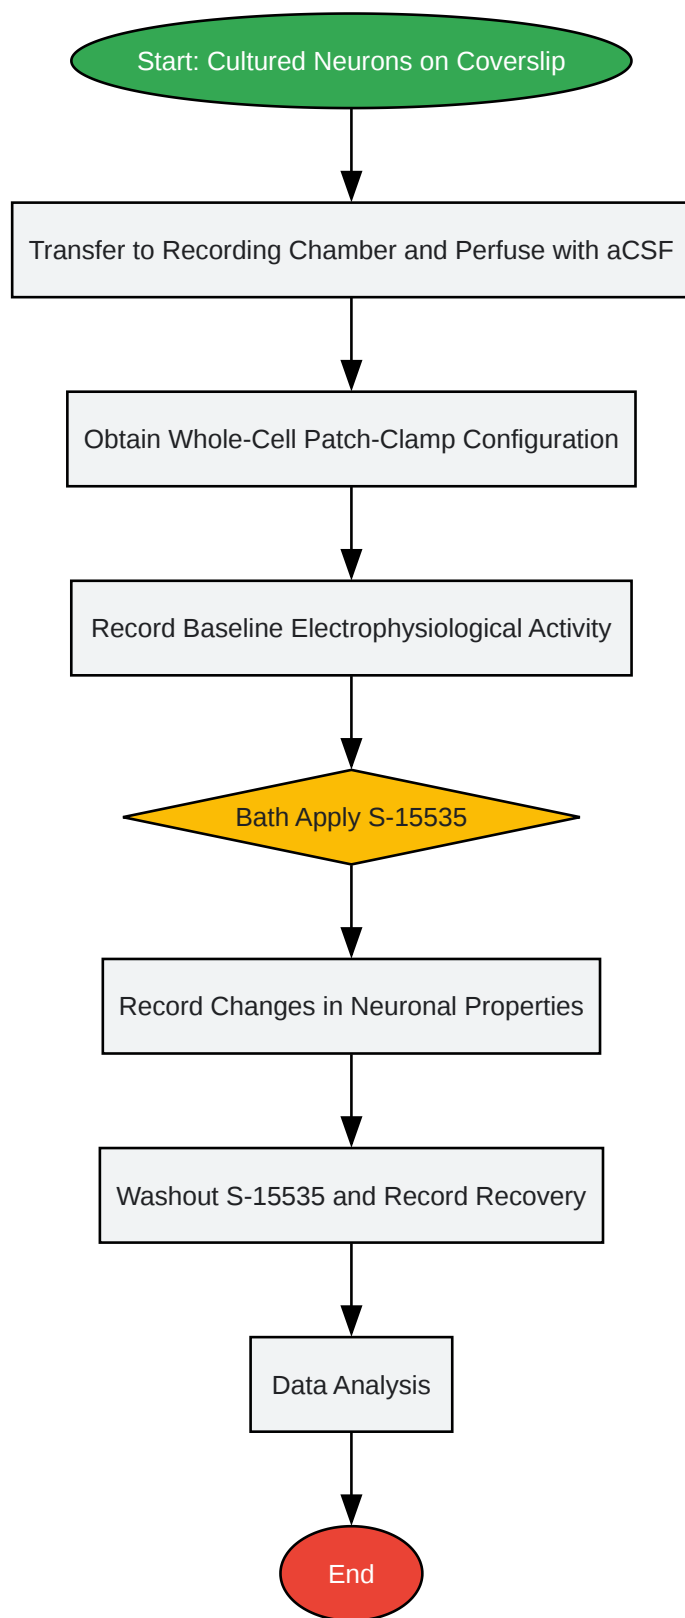 Start: Cultured Neurons on Coverslip
Transfer to Recording Chamber and Perfuse with aCSF
Obtain Whole-Cell Patch-Clamp Configuration
Record Baseline Electrophysiological Activity
Bath Apply S-15535
Record Changes in Neuronal Properties
Washout S-15535 and Record Recovery
Data Analysis
End